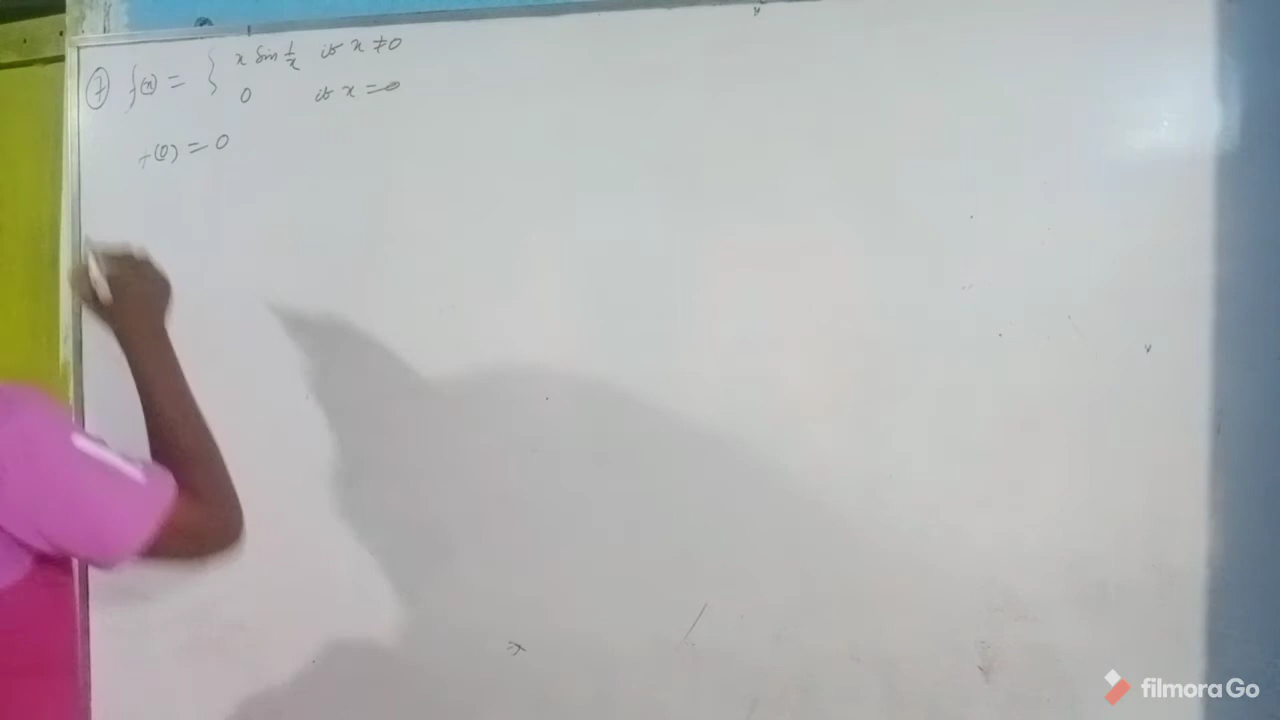 ⑦ f(x) = { x sin 1/x if x ≠ 0
0 if x = 0
f(0) = 0
filmoraGo